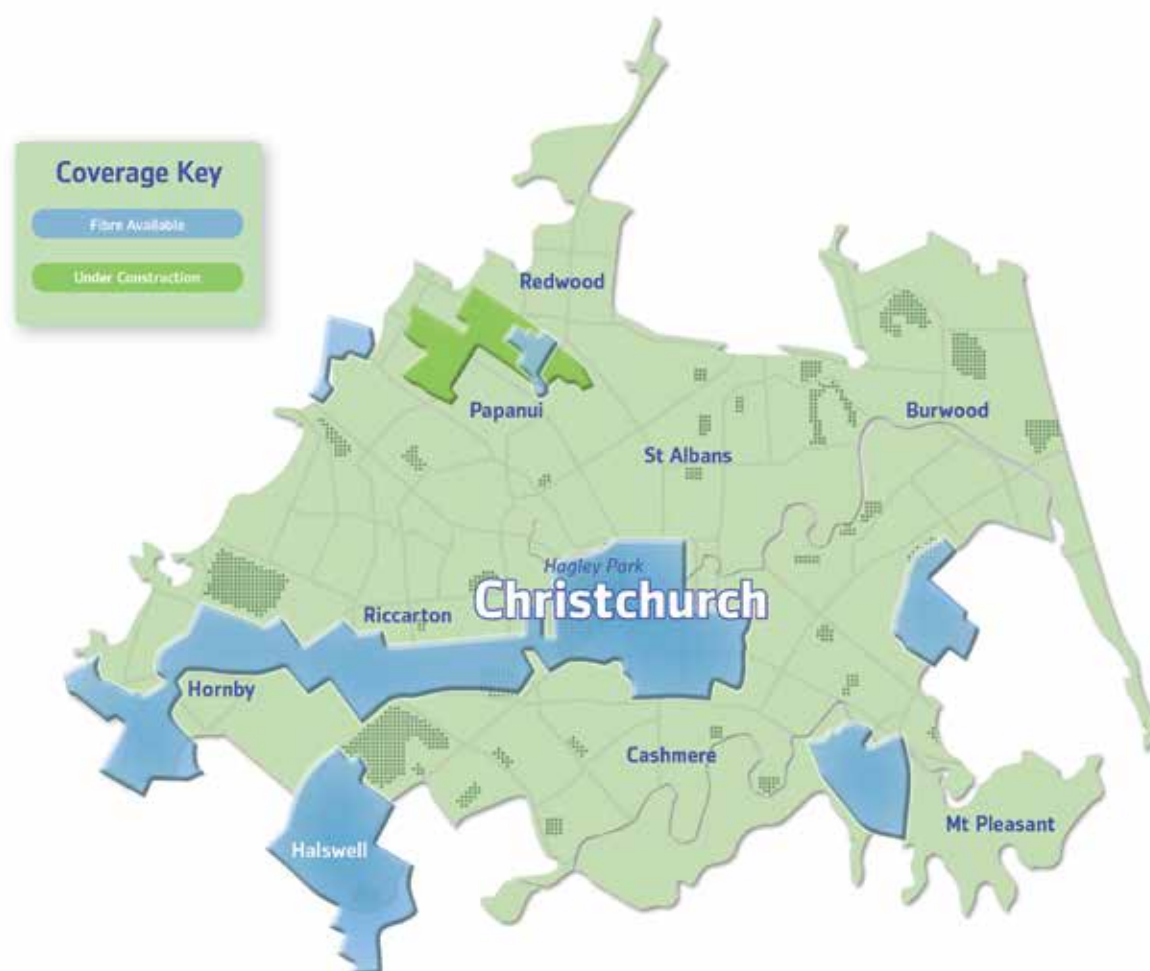 Coverage Key
Fibre Available
Under Construction
Redwood
Papanui
Burwood
St Albans
Hagley Park
Christchurch
Riccarton
Hornby
Cashmere
Mt Pleasant
Halswell